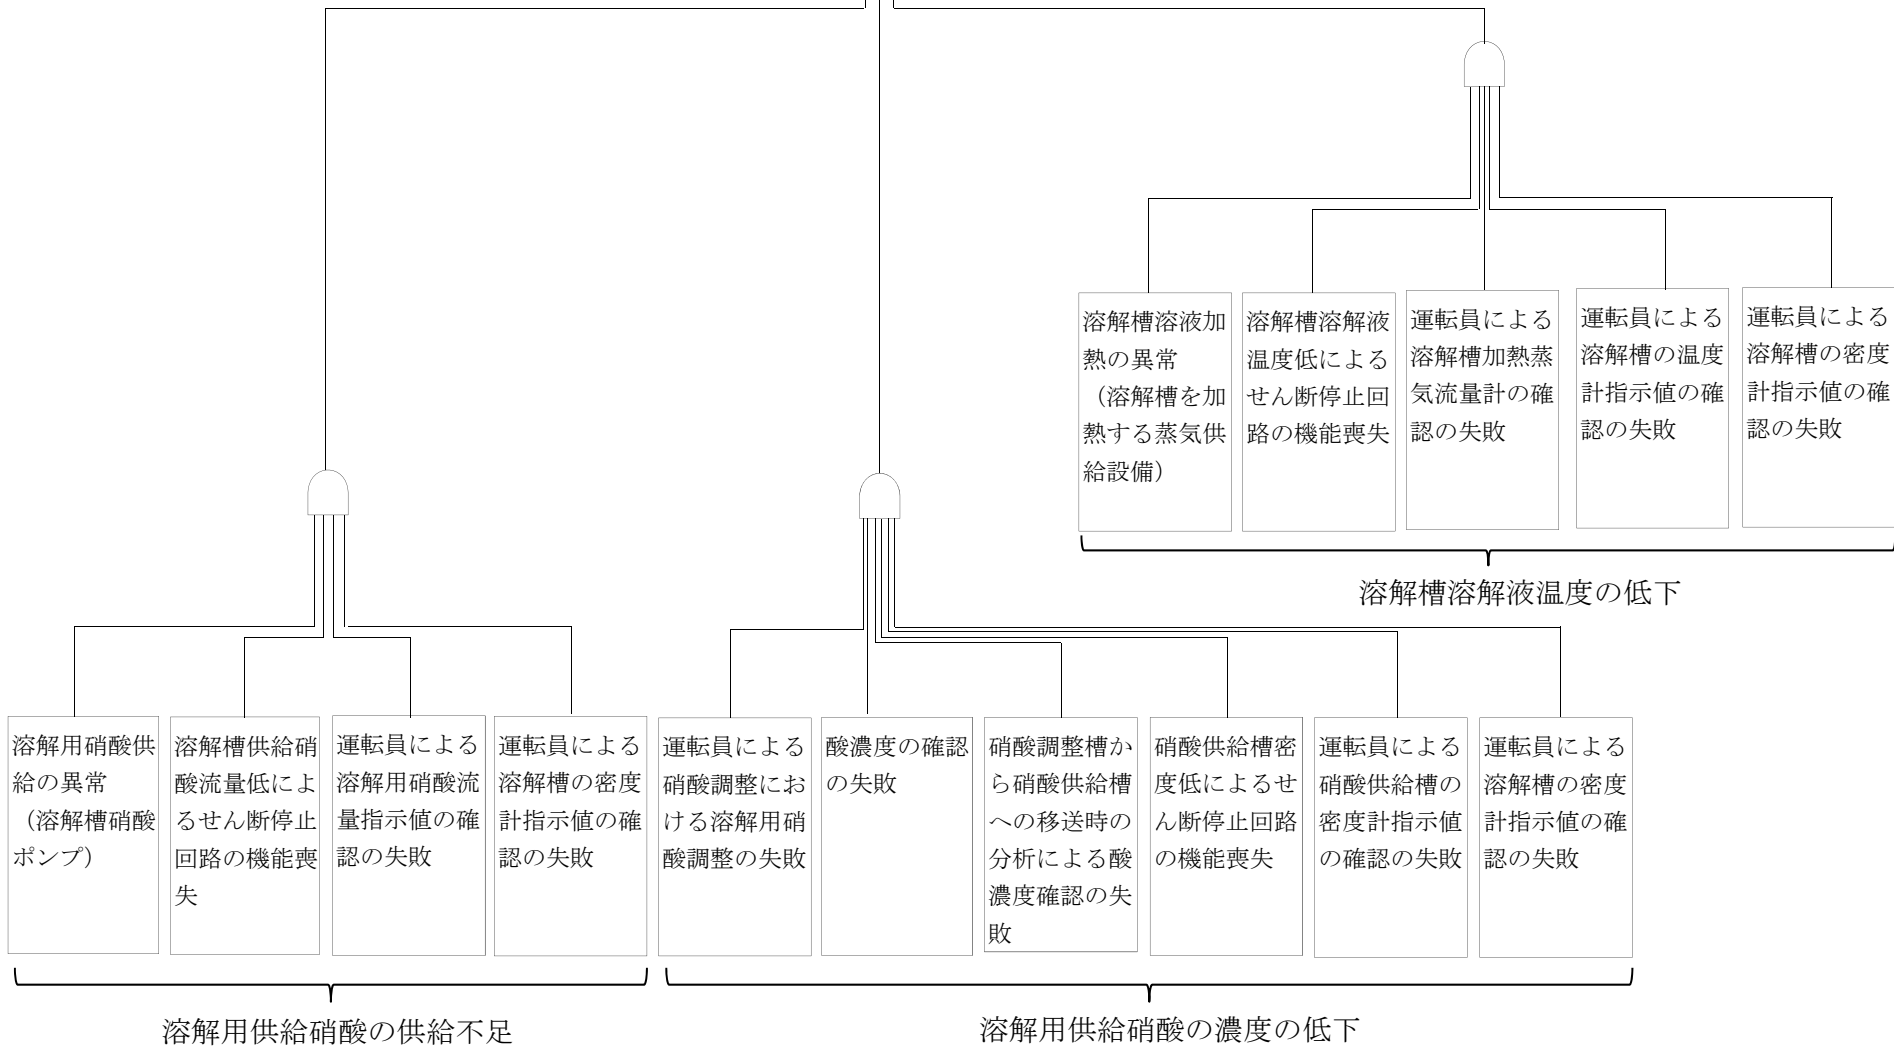 溶解槽溶液加
熱の異常
（溶解槽を加
熱する蒸気供
給設備）
溶解槽溶解液
温度低による
せん断停止回
路の機能喪失
運転員による
溶解槽加熱蒸
気流量計の確
認の失敗
運転員による
溶解槽の温度
計指示値の確
認の失敗
運転員による
溶解槽の密度
計指示値の確
認の失敗
溶解槽溶解液温度の低下
溶解用硝酸供
給の異常
（溶解槽硝酸
ポンプ）
溶解槽供給硝
酸流量低によ
るせん断停止
回路の機能喪
失
運転員による
溶解用硝酸流
量指示値の確
認の失敗
運転員による
溶解槽の密度
計指示値の確
認の失敗
運転員による
硝酸調整にお
ける溶解用硝
酸調整の失敗
酸濃度の確認
の失敗
硝酸調整槽か
ら硝酸供給槽
への移送時の
分析による酸
濃度確認の失
敗
硝酸供給槽密
度低によるせ
ん断停止回路
の機能喪失
運転員による
硝酸供給槽の
密度計指示値
の確認の失敗
運転員による
溶解槽の密度
計指示値の確
認の失敗
溶解用供給硝酸の供給不足
溶解用供給硝酸の濃度の低下